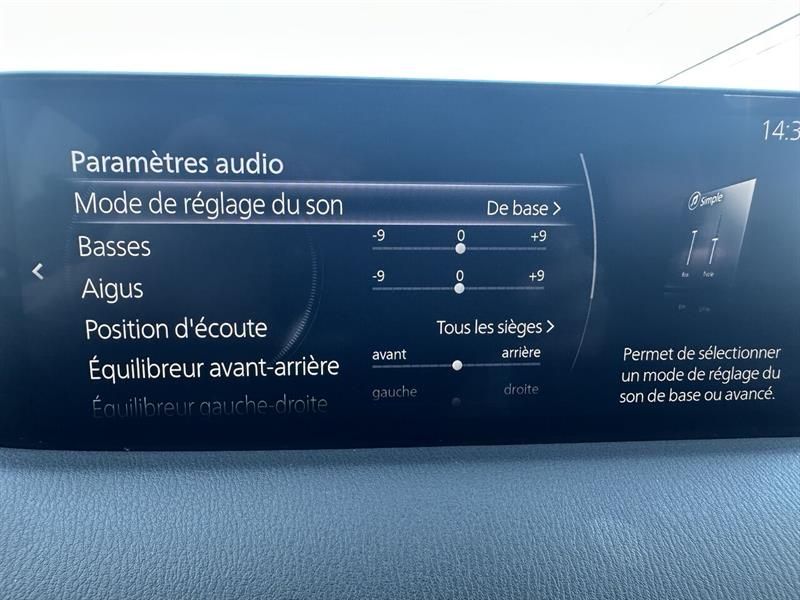 14:3
Paramètres audio
Mode de réglage du son De base >
Basses -9 0 +9
Aigus -9 0 +9
Position d'écoute Tous les sièges >
Équilibreur avant-arrière avant arrière
Équilibreur gauche-droite gauche droite
Simple
Permet de sélectionner
un mode de réglage du
son de base ou avancé.